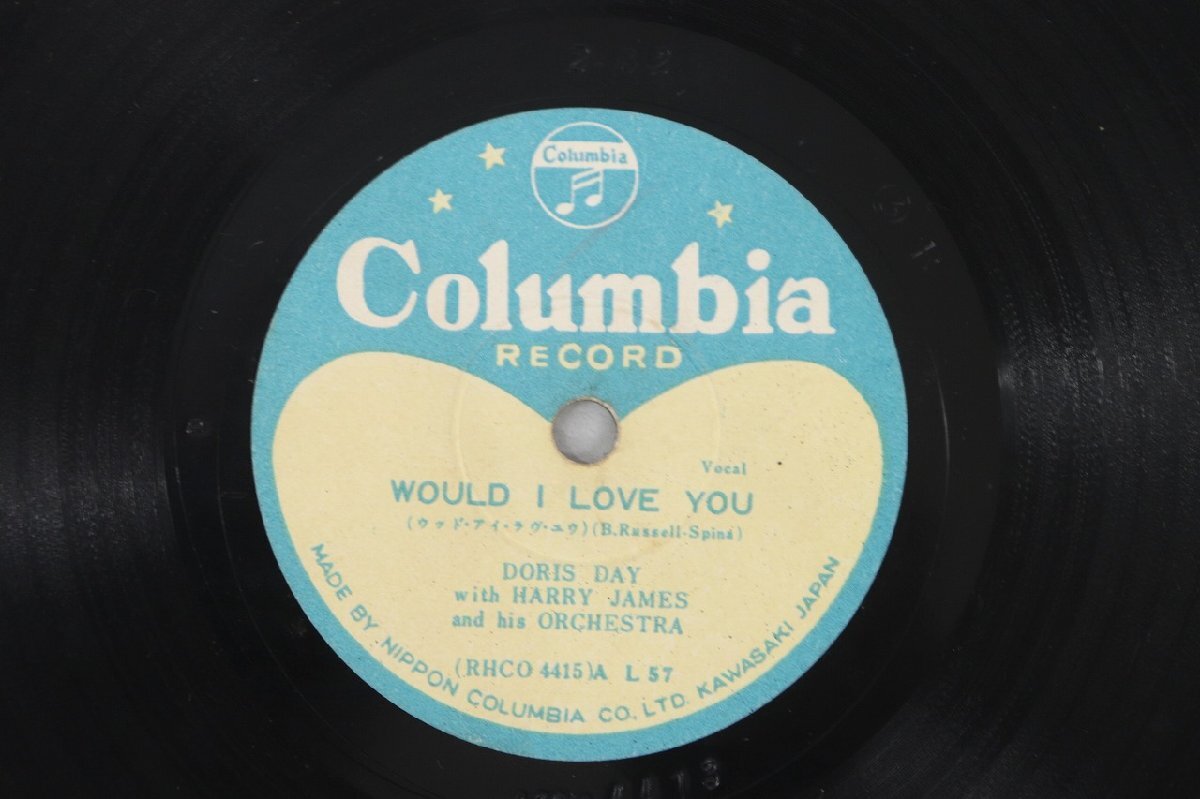 Columbia
Columbia
RECORD
Vocal
WOULD I LOVE YOU
(ウッド・アイ・ラヴ・ユウ)(B.Russell-Spina)
DORIS DAY
with HARRY JAMES
and his ORCHESTRA
(RHCO 4415)A L 57
MADE BY NIPPON COLUMBIA CO., LTD. KAWASAKI JAPAN